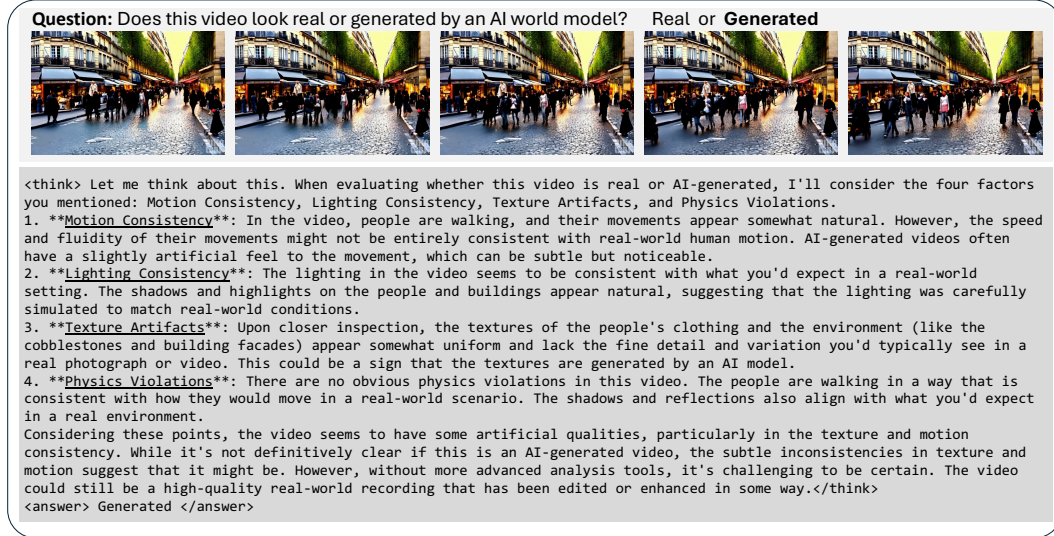 Question: Does this video look real or generated by an AI world model? Real or Generated
<think> Let me think about this. When evaluating whether this video is real or AI-generated, I'll consider the four factors
you mentioned: Motion Consistency, Lighting Consistency, Texture Artifacts, and Physics Violations.
1. **Motion Consistency**: In the video, people are walking, and their movements appear somewhat natural. However, the speed
and fluidity of their movements might not be entirely consistent with real-world human motion. AI-generated videos often
have a slightly artificial feel to the movement, which can be subtle but noticeable.
2. **Lighting Consistency**: The lighting in the video seems to be consistent with what you'd expect in a real-world
setting. The shadows and highlights on the people and buildings appear natural, suggesting that the lighting was carefully
simulated to match real-world conditions.
3. **Texture Artifacts**: Upon closer inspection, the textures of the people's clothing and the environment (like the
cobblestones and building facades) appear somewhat uniform and lack the fine detail and variation you'd typically see in a
real photograph or video. This could be a sign that the textures are generated by an AI model.
4. **Physics Violations**: There are no obvious physics violations in this video. The people are walking in a way that is
consistent with how they would move in a real-world scenario. The shadows and reflections also align with what you'd expect
in a real environment.
Considering these points, the video seems to have some artificial qualities, particularly in the texture and motion
consistency. While it's not definitively clear if this is an AI-generated video, the subtle inconsistencies in texture and
motion suggest that it might be. However, without more advanced analysis tools, it's challenging to be certain. The video
could still be a high-quality real-world recording that has been edited or enhanced in some way.</think>
<answer> Generated </answer>